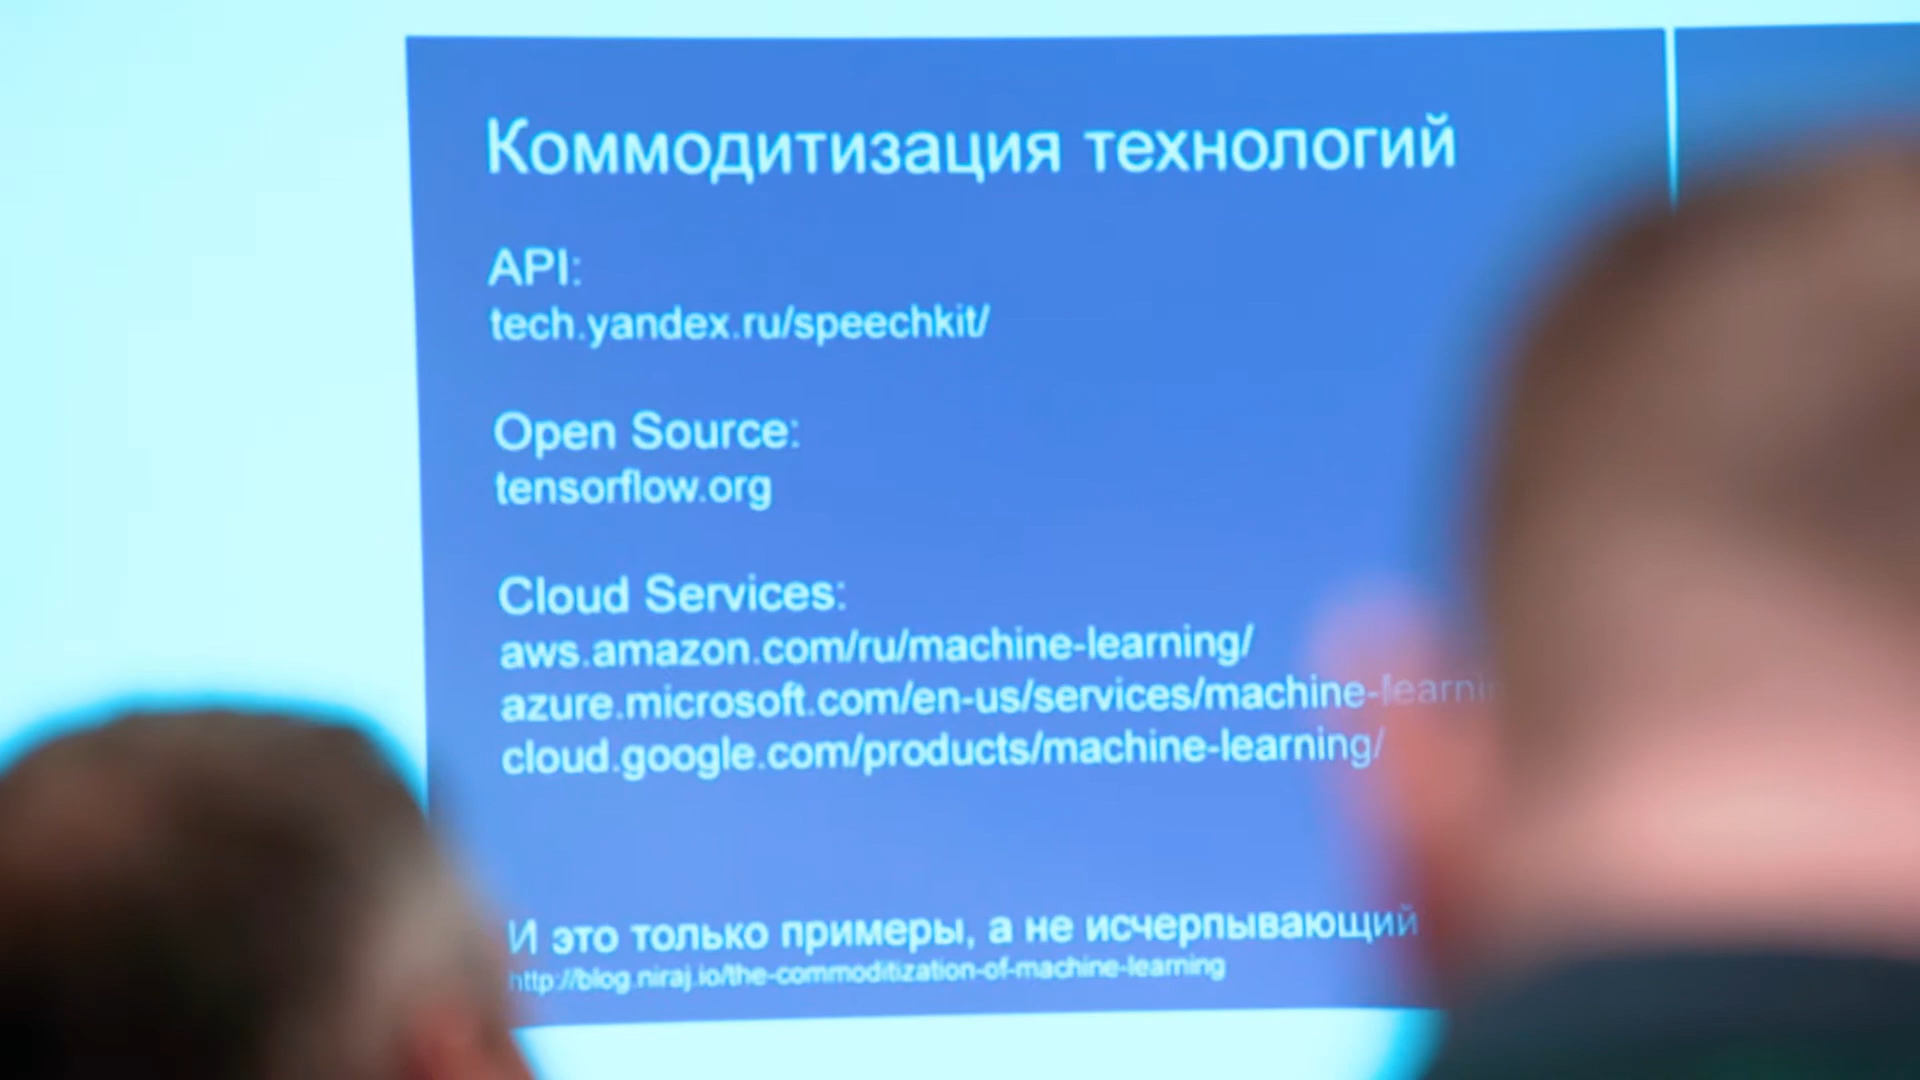 Коммодитизация технологий
API:
tech.yandex.ru/speechkit/
Open Source:
tensorflow.org
Cloud Services:
aws.amazon.com/ru/machine-learning/
azure.microsoft.com/en-us/services/machine-learnin
cloud.google.com/products/machine-learning/
И это только примеры, а не исчерпывающий
http://blog.niraj.io/the-commoditization-of-machine-learning